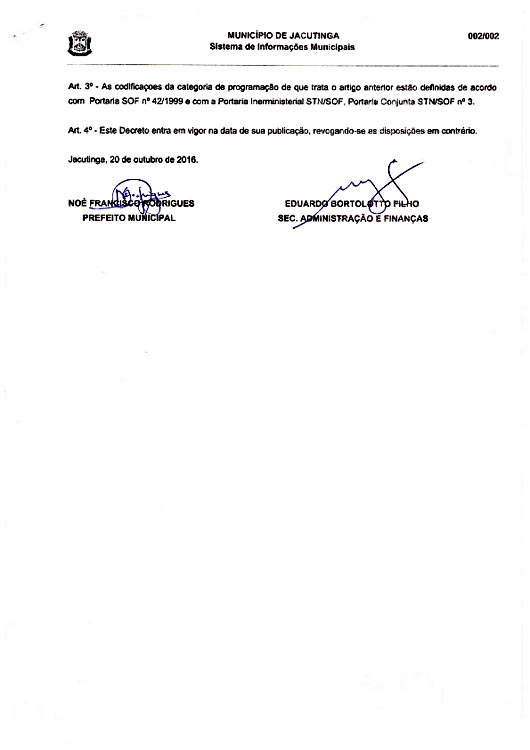 MUNICÍPIO DE JACUTINGA
Sistema de Informações Municipais
002/002
Art. 3º - As codificaçoes da categoria de programação de que trata o artigo anterior estão definidas de acordo
com Portaria SOF nº 42/1999 e com a Portaria Inerministerial STN/SOF, Portaria Conjunta STN/SOF nº 3.
Art. 4º - Este Decreto entra em vigor na data de sua publicação, revogando-se as disposições em contrário.
Jacutinga, 20 de outubro de 2016.
NOÉ FRANCISCO RODRIGUES
PREFEITO MUNICIPAL
EDUARDO BORTOLOTTO FILHO
SEC. ADMINISTRAÇÃO E FINANÇAS